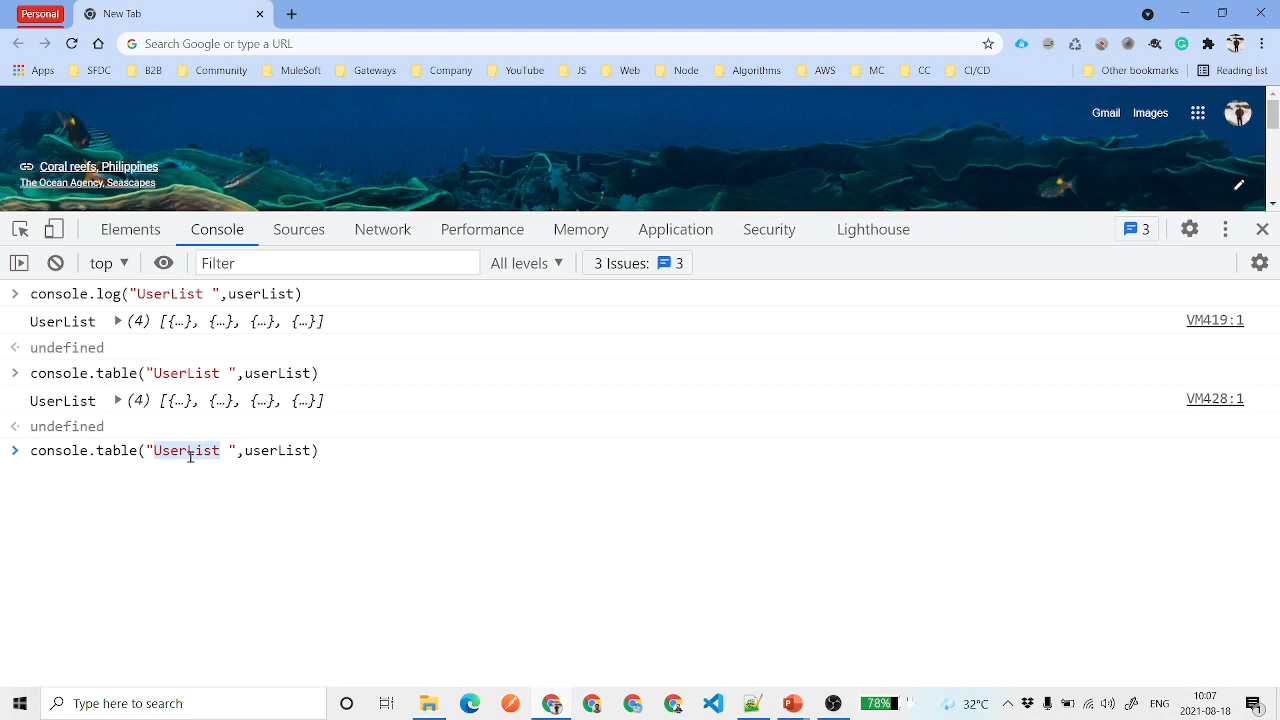 Personal
New Tab
Search Google or type a URL
Apps SFDC B2B Community MuleSoft Gateways Company YouTube JS Web Node Algorithms AWS MC CC CI/CD Other bookmarks Reading list
Gmail Images
Coral reefs, Philippines
The Ocean Agency, Seascapes
Elements Console Sources Network Performance Memory Application Security Lighthouse 3
top Filter All levels 3 Issues: 3
console.log("UserList ",userList)
UserList (4) [{…}, {…}, {…}, {…}] VM419:1
undefined
console.table("UserList ",userList)
UserList (4) [{…}, {…}, {…}, {…}] VM428:1
undefined
console.table("UserList ",userList)
Type here to search 78% 32°C ENG 10:07
2021-08-18